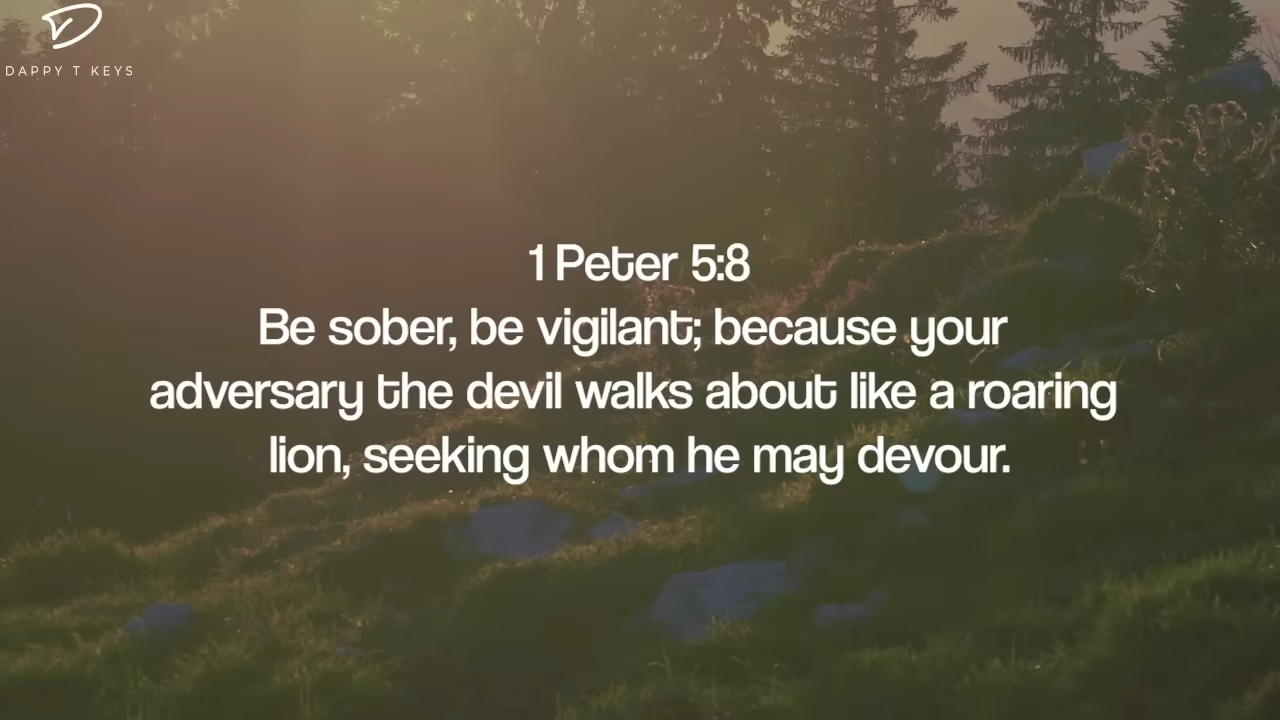 DAPPY T KEYS
1 Peter 5:8
Be sober, be vigilant; because your
adversary the devil walks about like a roaring
lion, seeking whom he may devour.